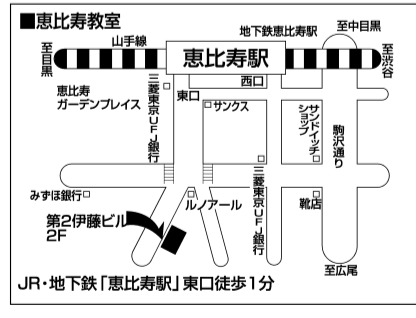 ■恵比寿教室
地下鉄恵比寿駅
至中目黒
山手線
至目黒
恵比寿駅
至渋谷
西口
東口
恵比寿
ガーデンプレイス
三菱東京UFJ銀行
サンクス
サンドイッチ
ショップ
駒沢通り
みずほ銀行
ルノアール
三菱東京UFJ銀行
靴店
第2伊藤ビル
2F
至広尾
JR・地下鉄「恵比寿駅」東口徒歩1分